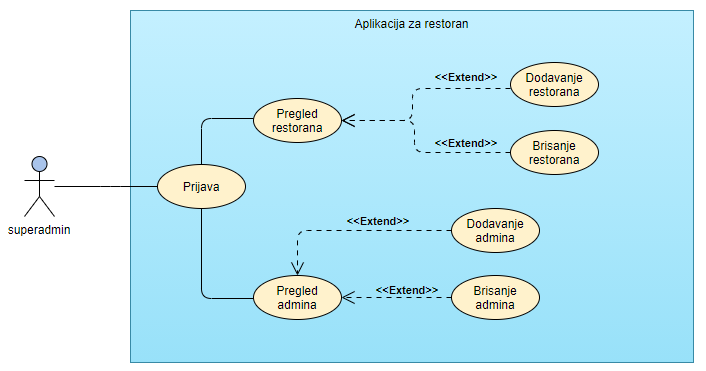 Aplikacija za restoran
<<Extend>>
Dodavanje
restorana
Pregled
restorana
<<Extend>>
Brisanje
restorana
Prijava
superadmin
<<Extend>>
Dodavanje
admina
Pregled
admina
<<Extend>>
Brisanje
admina